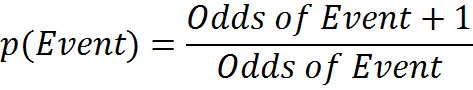 p(Event) = Odds of Event + 1 / Odds of Event